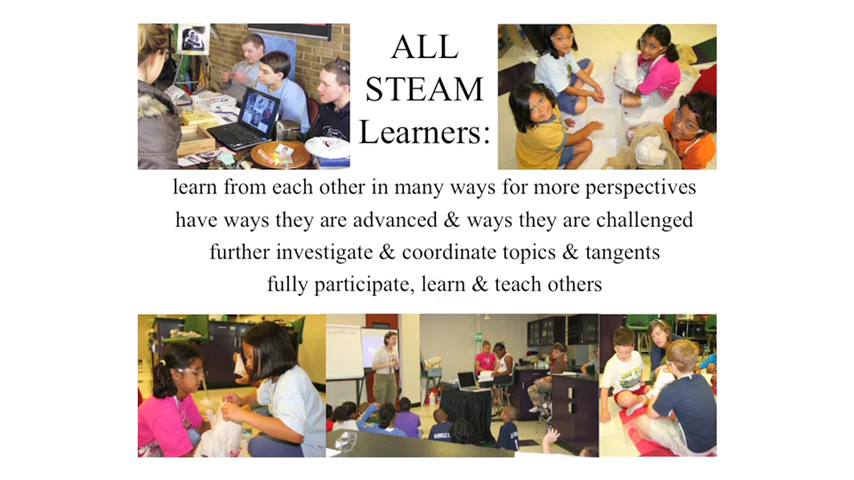 ALL
STEAM
Learners:
learn from each other in many ways for more perspectives
have ways they are advanced & ways they are challenged
further investigate & coordinate topics & tangents
fully participate, learn & teach others